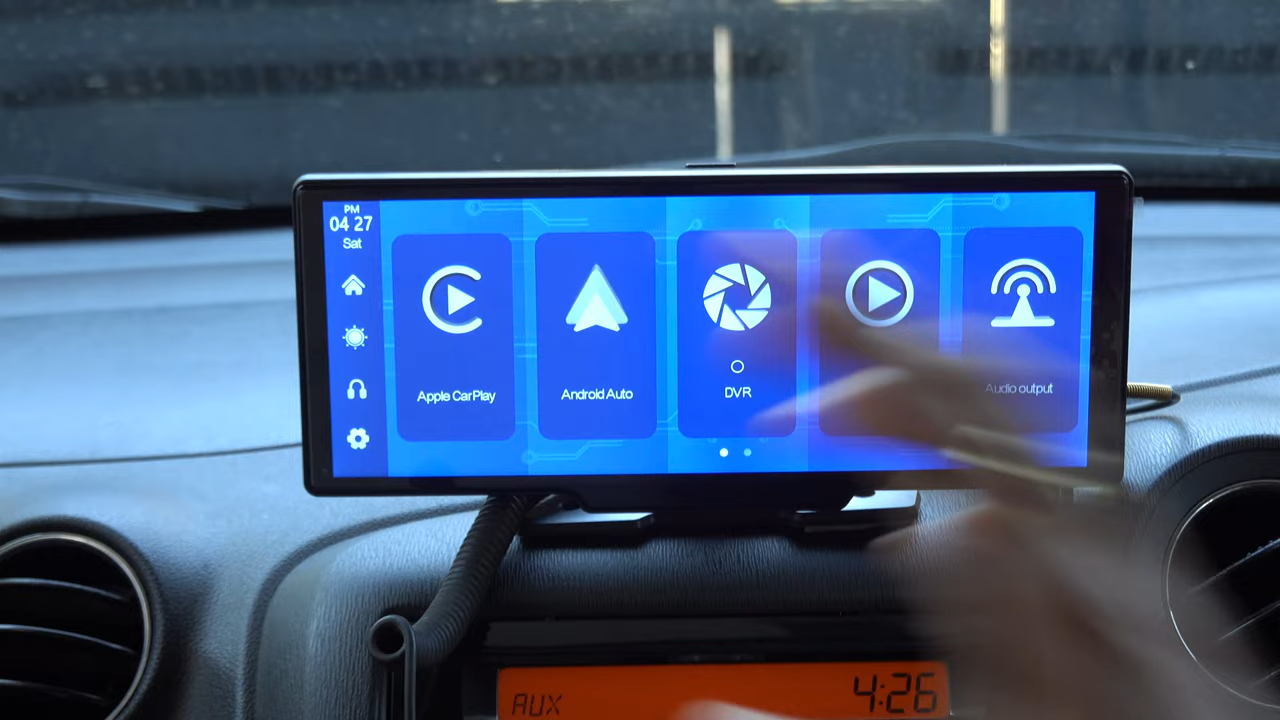 PM
04 27
Sat
Apple CarPlay
Android Auto
DVR
Audio output
AUX
4:26